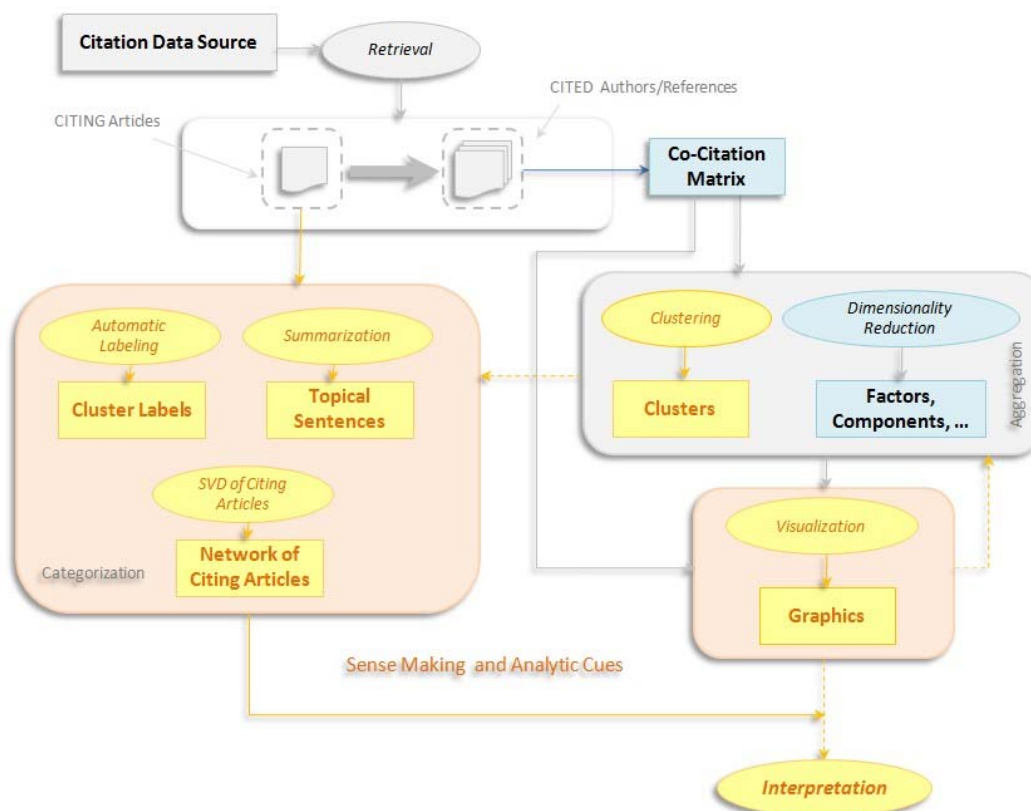 Citation Data Source
Retrieval
CITED Authors/References
CITING Articles
Co-Citation
Matrix
Automatic
Labeling
Summarization
Cluster Labels
Topical
Sentences
SVD of Citing
Articles
Network of
Citing Articles
Categorization
Clustering
Dimensionality
Reduction
Clusters
Factors,
Components, ...
Aggregation
Visualization
Graphics
Sense Making and Analytic Cues
Interpretation